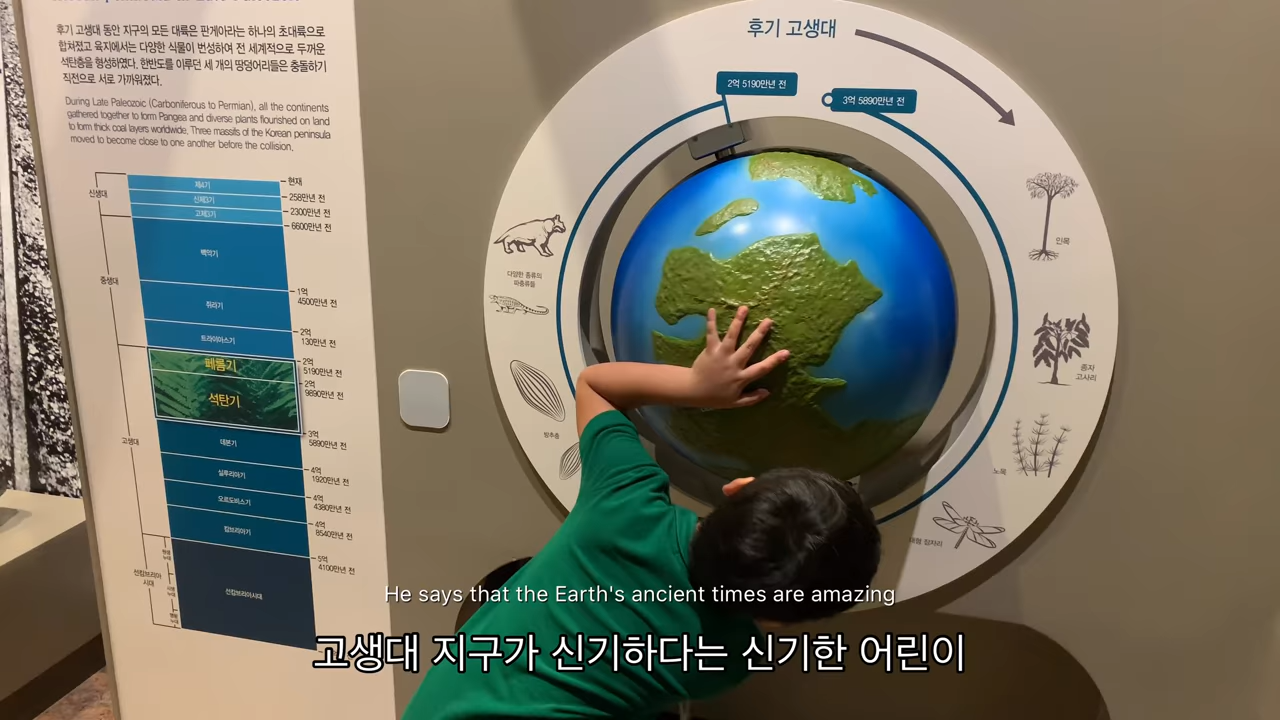 후기 고생대 동안 지구의 모든 대륙은 판게아라는 하나의 초대륙으로
합쳐졌고 육지에서는 다양한 식물이 번성하여 전 세계적으로 두꺼운
석탄층을 형성하였다. 한반도를 이루던 세 개의 땅덩어리들은 충돌하기
직전으로 서로 가까워졌다.
During Late Paleozoic (Carboniferous to Permian), all the continents
gathered together to form Pangea and diverse plants flourished on land
to form thick coal layers worldwide. Three massifs of the Korean peninsula
moved to become close to one another before the collision.
신생대
제4기
현재
신제3기
258만년 전
고제3기
2300만년 전
6600만년 전
중생대
백악기
1억
4500만년 전
쥐라기
2억
130만년 전
트라이아스기
2억
5190만년 전
페름기
2억
9890만년 전
석탄기
3억
5890만년 전
고생대
데본기
4억
1920만년 전
실루리아기
4억
4380만년 전
오르도비스기
4억
8540만년 전
캄브리아기
5억
4100만년 전
선캄브리아
시대
선캄브리아시대
후기 고생대
2억 5190만년 전
3억 5890만년 전
다양한 종류의
파충류들
방추충
인목
종자
고사리
노목
대형 잠자리
He says that the Earth's ancient times are amazing
고생대 지구가 신기하다는 신기한 어린이